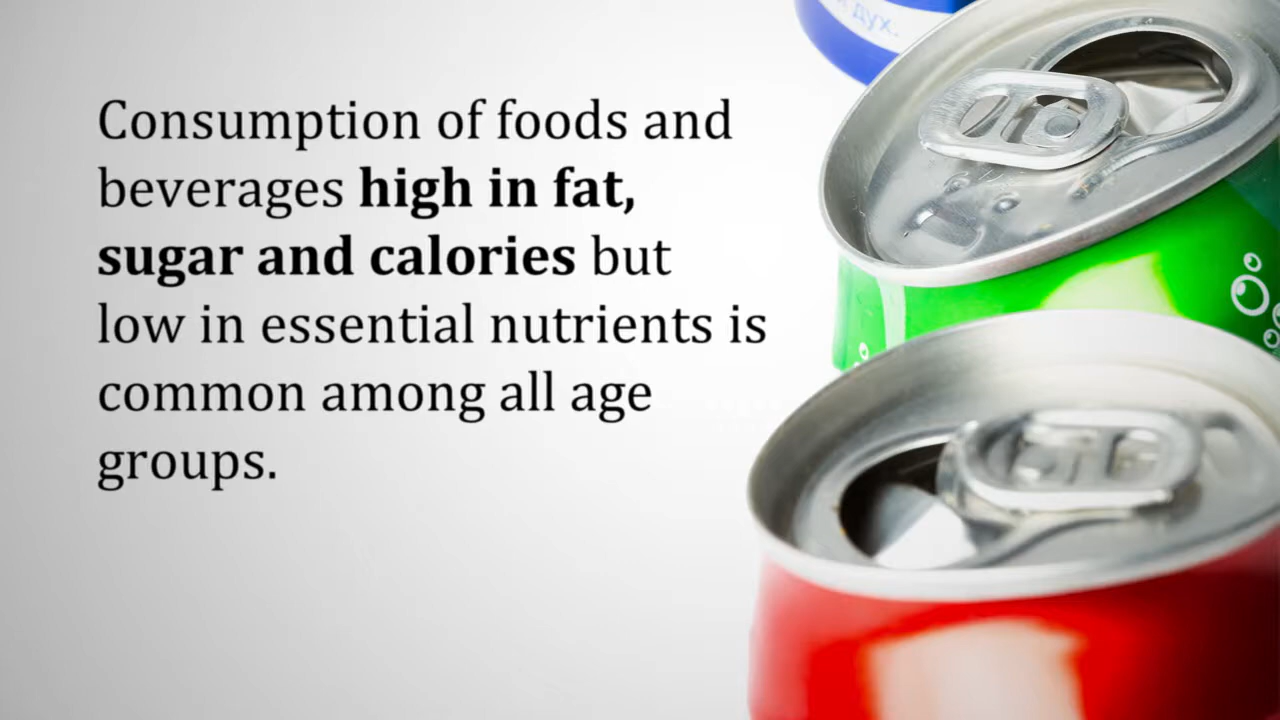 Consumption of foods and
beverages high in fat,
sugar and calories but
low in essential nutrients is
common among all age
groups.
дух.